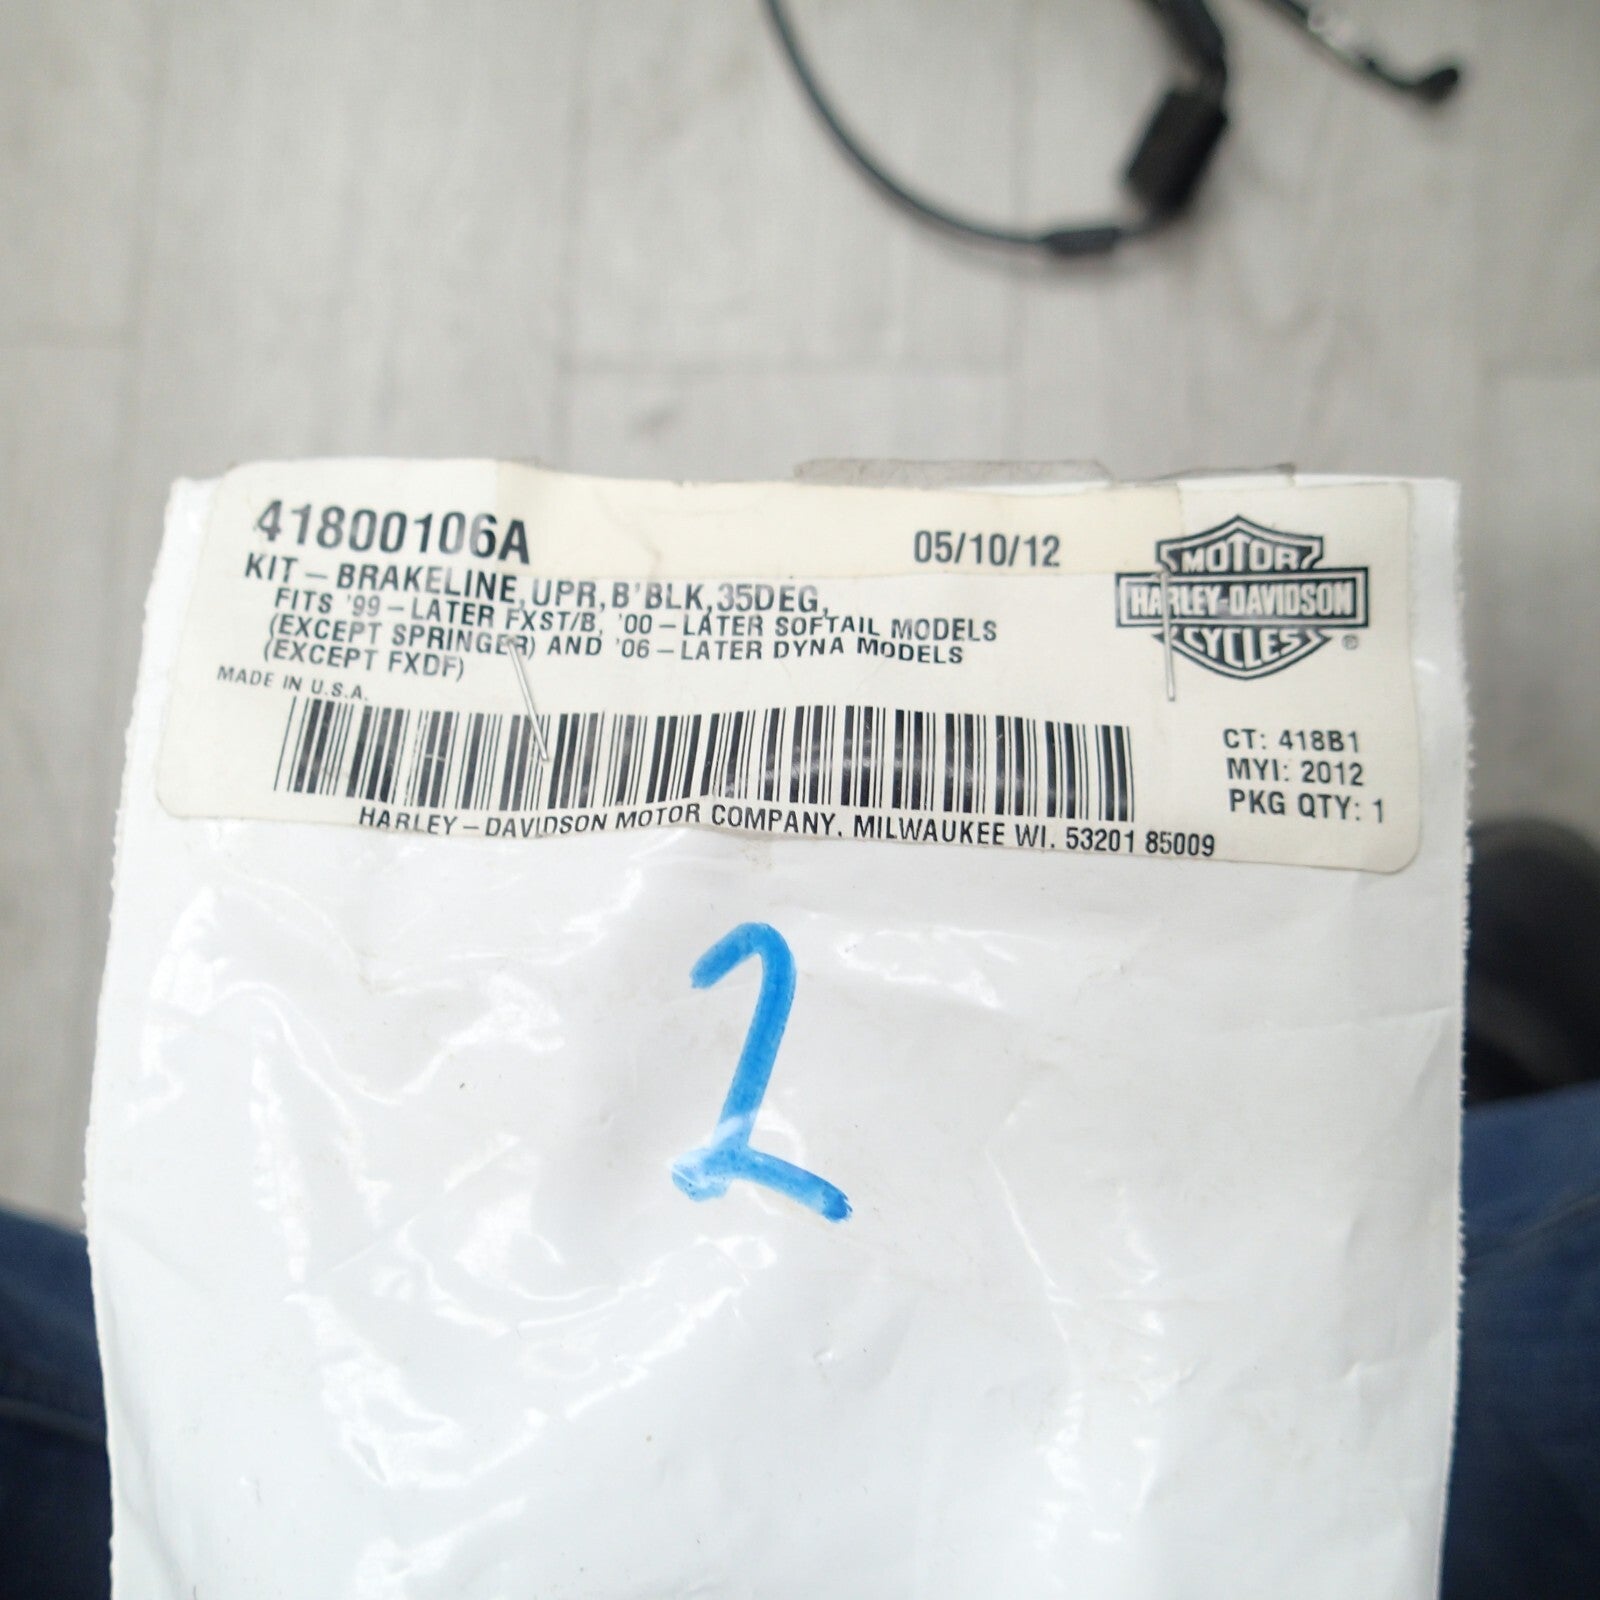 41800106A
05/10/12
KIT – BRAKELINE, UPR, B'BLK, 35DEG,
FITS '99 – LATER FXST/B, '00 – LATER SOFTAIL MODELS
(EXCEPT SPRINGER) AND '06 – LATER DYNA MODELS
(EXCEPT FXDF)
MADE IN U.S.A.
MOTOR
HARLEY-DAVIDSON
CYCLES
®
CT: 418B1
MYI: 2012
PKG QTY: 1
HARLEY – DAVIDSON MOTOR COMPANY, MILWAUKEE WI. 53201 85009
2